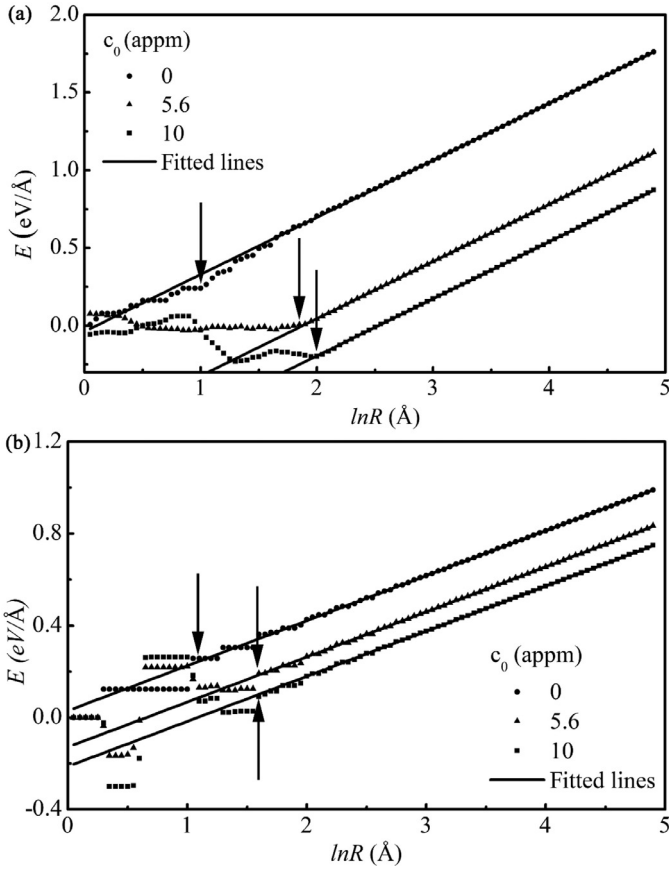 (a)
c0 (appm)
0
5.6
10
Fitted lines
E (eV/Å)
2.0
1.5
1.0
0.5
0.0
0 1 2 3 4 5
lnR (Å)
(b)
E (eV/Å)
1.2
0.8
0.4
0.0
-0.4
c0 (appm)
0
5.6
10
Fitted lines
0 1 2 3 4 5
lnR (Å)